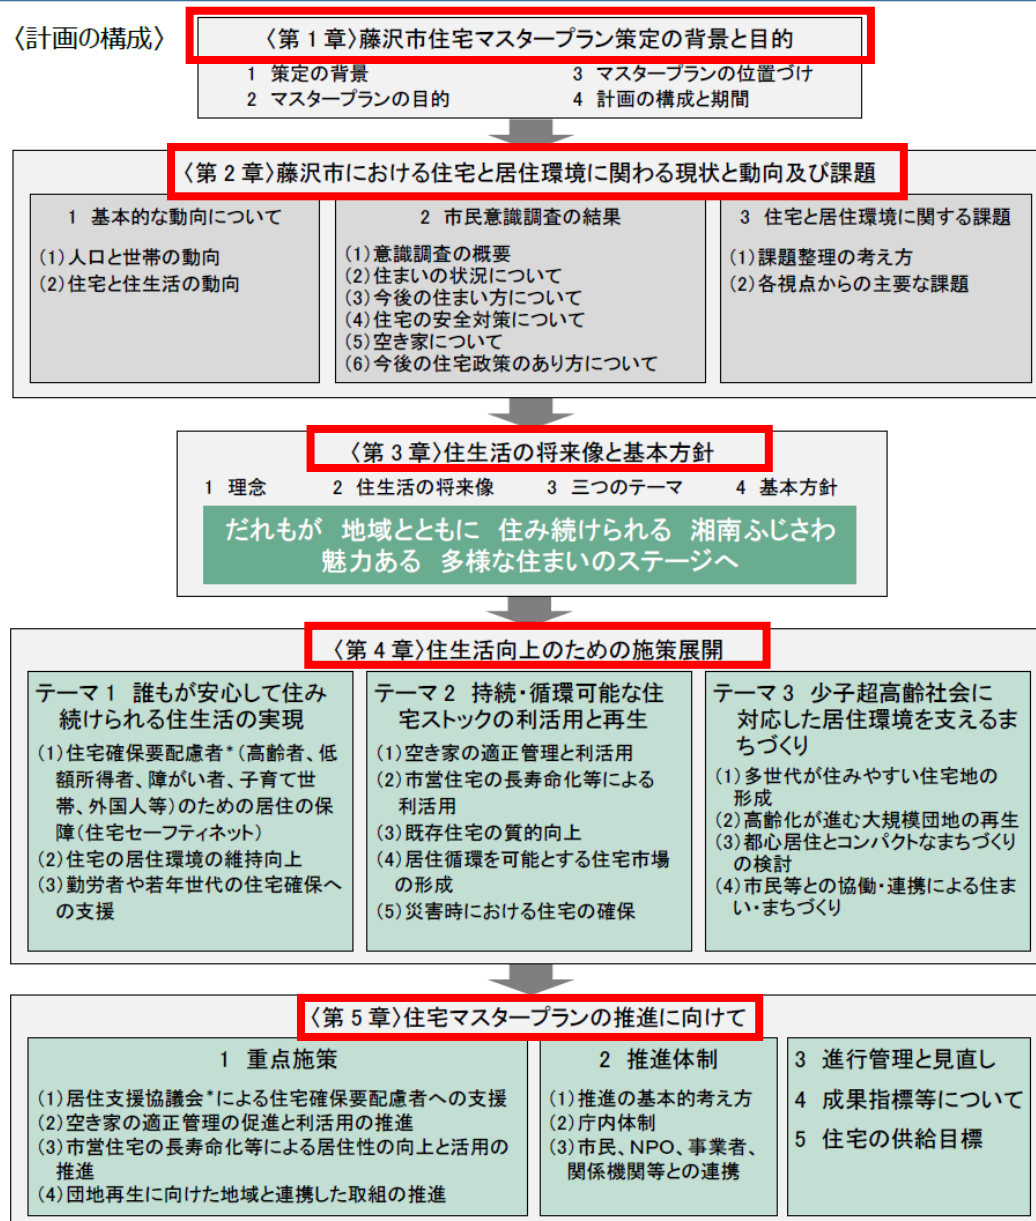 〈計画の構成〉
〈第1章〉藤沢市住宅マスタープラン策定の背景と目的
1 策定の背景
2 マスタープランの目的
3 マスタープランの位置づけ
4 計画の構成と期間
〈第2章〉藤沢市における住宅と居住環境に関わる現状と動向及び課題
1 基本的な動向について
(1)人口と世帯の動向
(2)住宅と住生活の動向
2 市民意識調査の結果
(1)意識調査の概要
(2)住まいの状況について
(3)今後の住まい方について
(4)住宅の安全対策について
(5)空き家について
(6)今後の住宅政策のあり方について
3 住宅と居住環境に関する課題
(1)課題整理の考え方
(2)各視点からの主要な課題
〈第3章〉住生活の将来像と基本方針
1 理念 2 住生活の将来像 3 三つのテーマ 4 基本方針
だれもが 地域とともに 住み続けられる 湘南ふじさわ
魅力ある 多様な住まいのステージへ
〈第4章〉住生活向上のための施策展開
テーマ1 誰もが安心して住み
続けられる住生活の実現
(1)住宅確保要配慮者*(高齢者、低
額所得者、障がい者、子育て世
帯、外国人等)のための居住の保
障(住宅セーフティネット)
(2)住宅の居住環境の維持向上
(3)勤労者や若年世代の住宅確保へ
の支援
テーマ2 持続・循環可能な住
宅ストックの利活用と再生
(1)空き家の適正管理と利活用
(2)市営住宅の長寿命化等による
利活用
(3)既存住宅の質的向上
(4)居住循環を可能とする住宅市場
の形成
(5)災害時における住宅の確保
テーマ3 少子超高齢社会に
対応した居住環境を支えるま
ちづくり
(1)多世代が住みやすい住宅地の
形成
(2)高齢化が進む大規模団地の再生
(3)都心居住とコンパクトなまちづくり
の検討
(4)市民等との協働・連携による住ま
い・まちづくり
〈第5章〉住宅マスタープランの推進に向けて
1 重点施策
(1)居住支援協議会*による住宅確保要配慮者への支援
(2)空き家の適正管理の促進と利活用の推進
(3)市営住宅の長寿命化等による居住性の向上と活用の
推進
(4)団地再生に向けた地域と連携した取組の推進
2 推進体制
(1)推進の基本的考え方
(2)庁内体制
(3)市民、NPO、事業者、
関係機関等との連携
3 進行管理と見直し
4 成果指標等について
5 住宅の供給目標